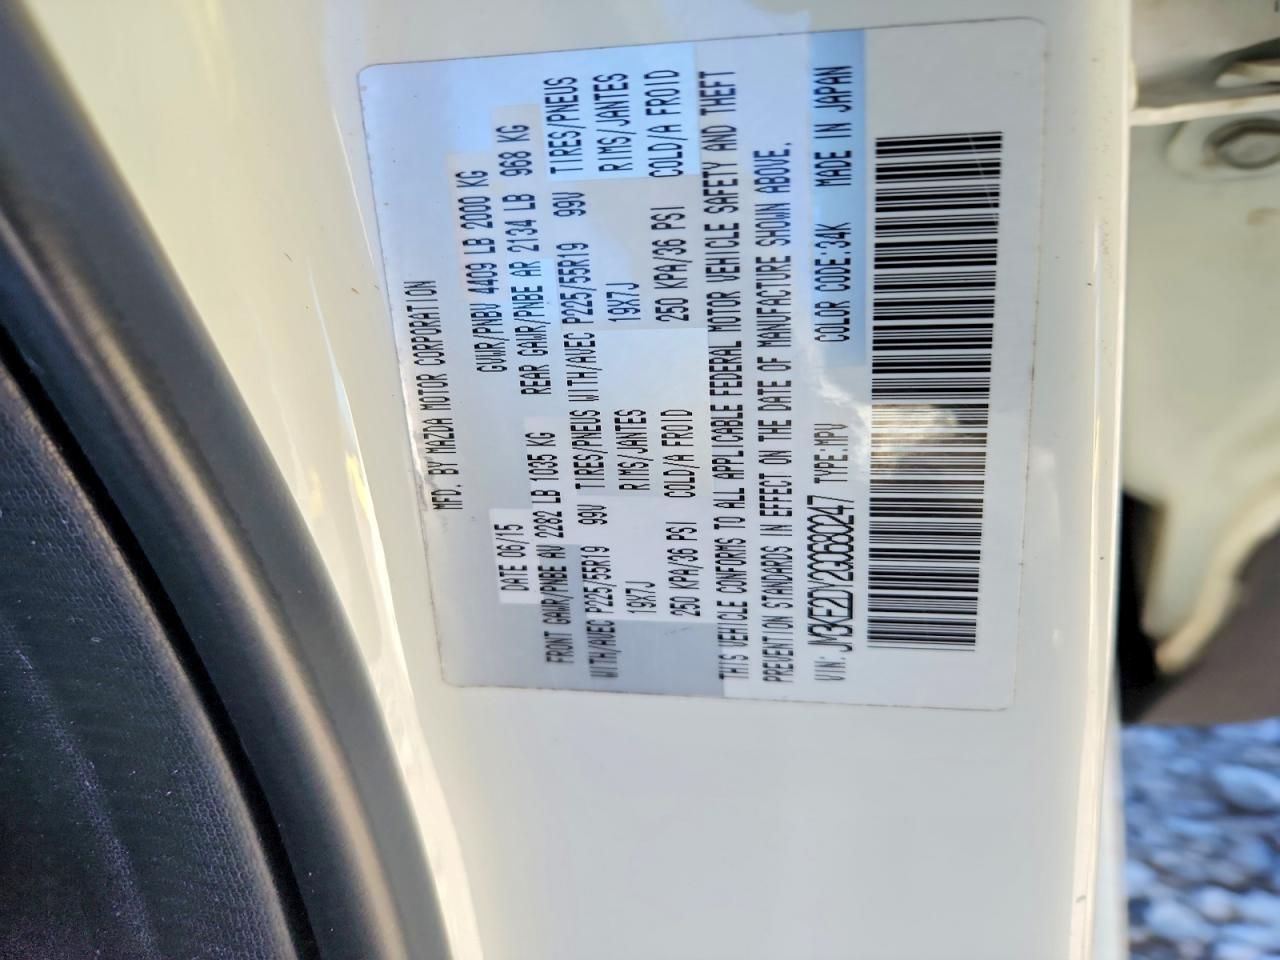 MFD. BY MAZDA MOTOR CORPORATION
DATE 06/15 GVWR/PNBV 4409 LB 2000 KG
FRONT GAWR/PNBE AV 2282 LB 1035 KG REAR GAWR/PNBE AR 2134 LB 968 KG
WITH/AVEC P225/55R19 99V TIRES/PNEUS WITH/AVEC P225/55R19 99V TIRES/PNEUS
19X7J RIMS/JANTES 19X7J RIMS/JANTES
250 KPA/36 PSI COLD/A FROID 250 KPA/36 PSI COLD/A FROID
THIS VEHICLE CONFORMS TO ALL APPLICABLE FEDERAL MOTOR VEHICLE SAFETY AND THEFT
PREVENTION STANDARDS IN EFFECT ON THE DATE OF MANUFACTURE SHOWN ABOVE.
VIN: TYPE:MPV COLOR CODE:34K MADE IN JAPAN